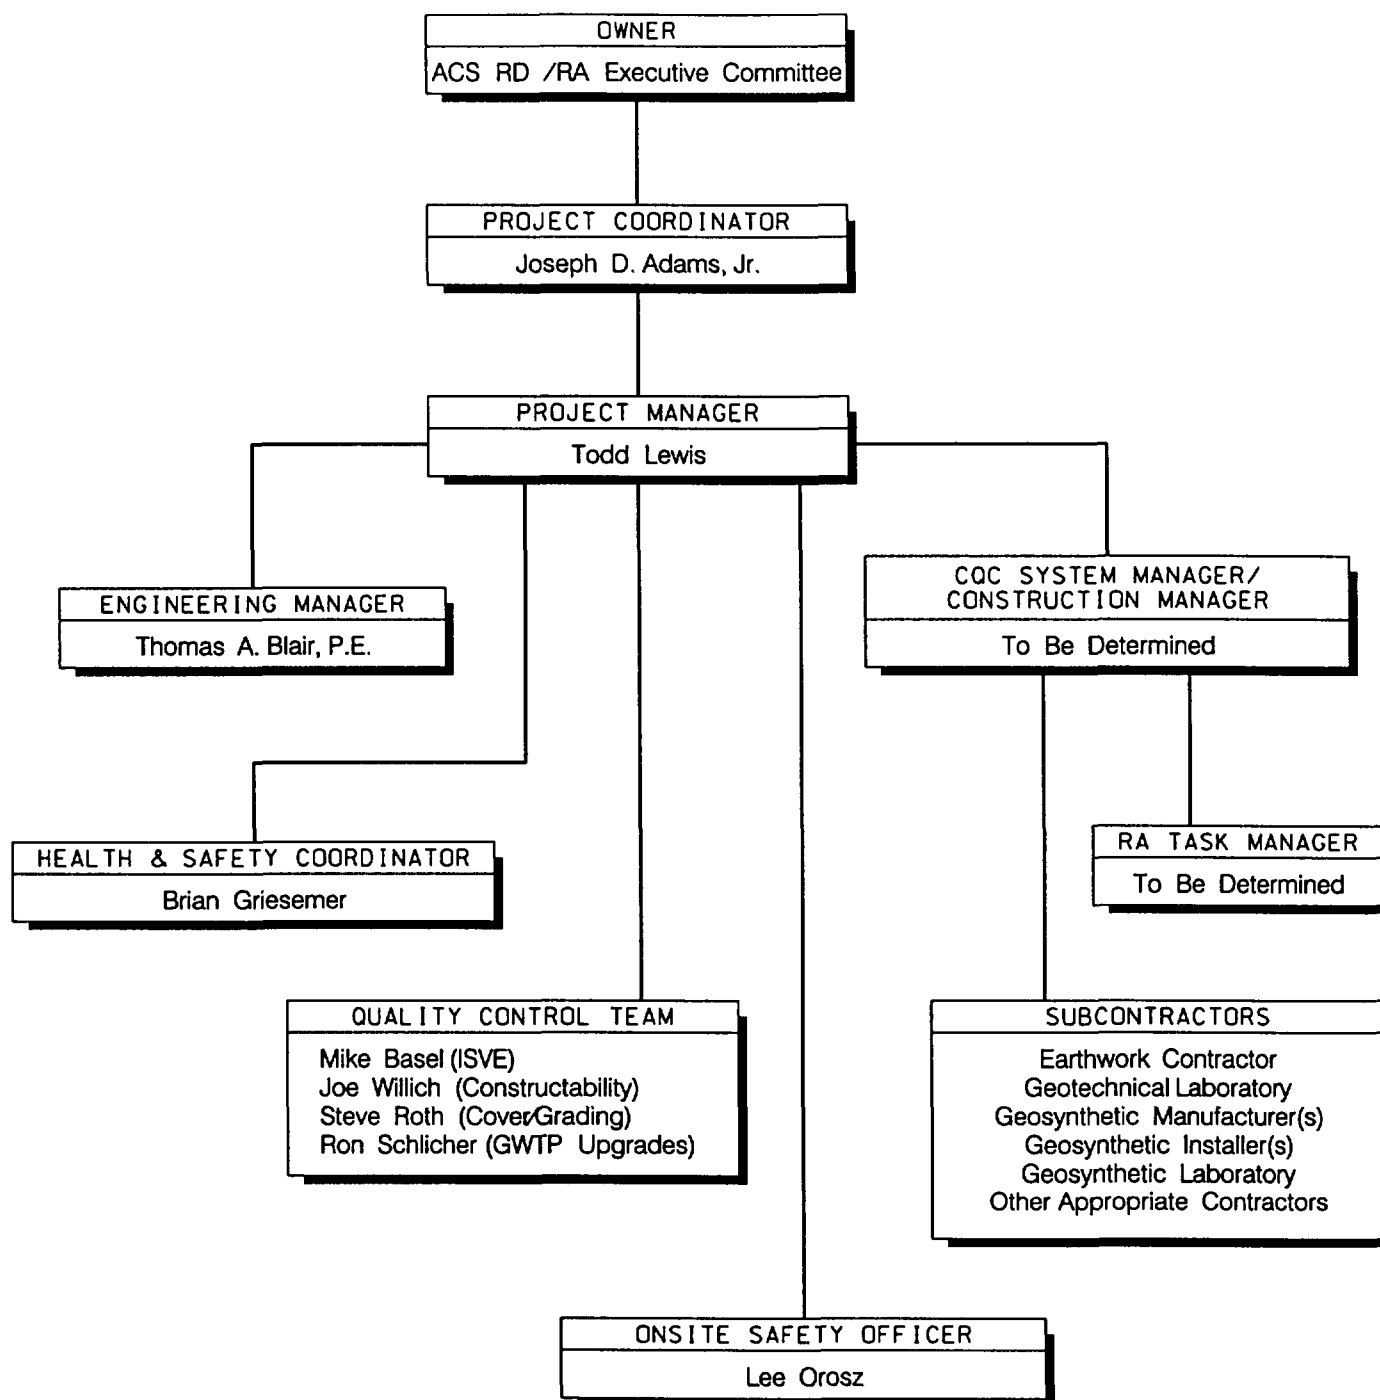 OWNER
ACS RD /RA Executive Committee
PROJECT COORDINATOR
Joseph D. Adams, Jr.
PROJECT MANAGER
Todd Lewis
ENGINEERING MANAGER
Thomas A. Blair, P.E.
CQC SYSTEM MANAGER/
CONSTRUCTION MANAGER
To Be Determined
HEALTH & SAFETY COORDINATOR
Brian Griesemer
RA TASK MANAGER
To Be Determined
QUALITY CONTROL TEAM
Mike Basel (ISVE)
Joe Willich (Constructability)
Steve Roth (Cover/Grading)
Ron Schlicher (GWTP Upgrades)
SUBCONTRACTORS
Earthwork Contractor
Geotechnical Laboratory
Geosynthetic Manufacturer(s)
Geosynthetic Installer(s)
Geosynthetic Laboratory
Other Appropriate Contractors
ONSITE SAFETY OFFICER
Lee Orosz